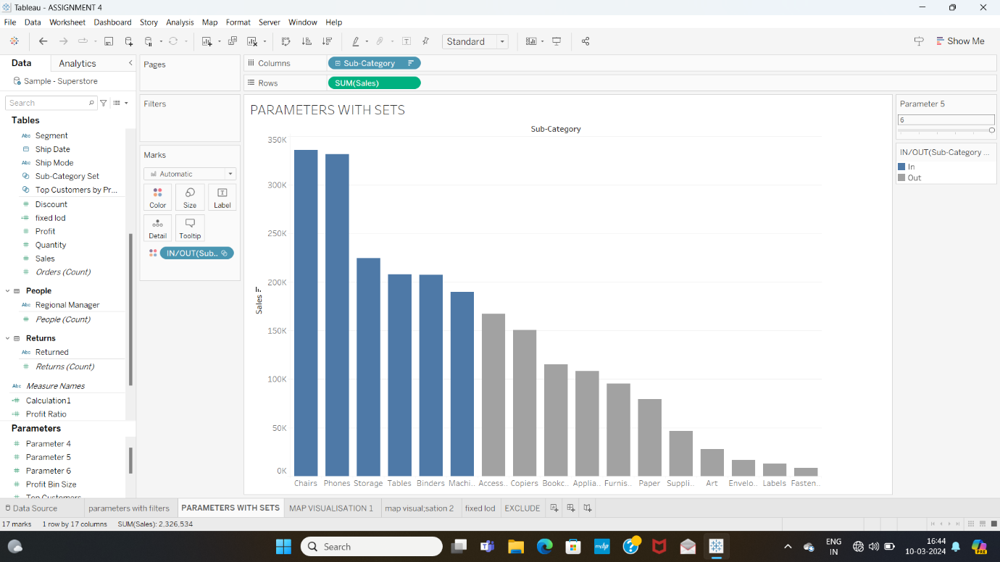 Tableau - ASSIGNMENT 4
File Data Worksheet Dashboard Story Analysis Map Format Server Window Help
Standard
Show Me
Data Analytics
Sample - Superstore
Search
Tables
Abc Segment
Ship Date
Abc Ship Mode
Sub-Category Set
Top Customers by Pr...
# Discount
=# fixed lod
# Profit
# Quantity
# Sales
# Orders (Count)
People
Abc Regional Manager
# People (Count)
Returns
Abc Returned
# Returns (Count)
Abc Measure Names
=# Calculation1
=# Profit Ratio
Parameters
# Parameter 4
# Parameter 5
# Parameter 6
# Profit Bin Size
# Top Customers
Pages
Filters
Marks
Automatic
Color Size Label
Detail Tooltip
IN/OUT(Sub..
Columns Sub-Category
Rows SUM(Sales)
PARAMETERS WITH SETS
Sub-Category
350K
300K
250K
200K
150K
100K
50K
0K
Sales
Chairs Phones Storage Tables Binders Machi.. Access.. Copiers Bookc.. Applia.. Furnis.. Paper Suppli.. Art Envelo.. Labels Fasten..
Parameter 5
6
IN/OUT(Sub-Category ...
In
Out
Data Source parameters with filters PARAMETERS WITH SETS MAP VISUALISATION 1 map visual;sation 2 fixed lod EXCLUDE
17 marks 1 row by 17 columns SUM(Sales): 2,326,534
Search
myhp
ENG
IN
16:44
10-03-2024
PRE